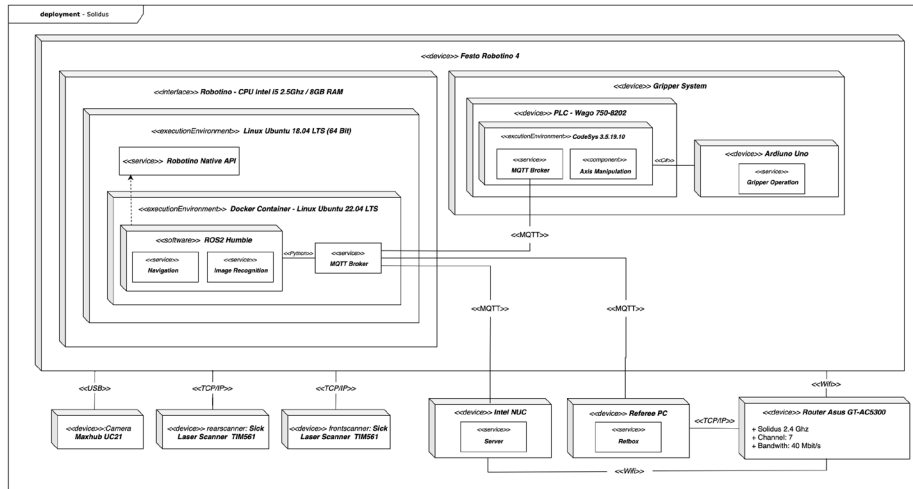 deployment - Solidus
<<device>> Festo Robotino 4
<<interface>> Robotino - CPU intel i5 2.5Ghz / 8GB RAM
<<executionEnvironment>> Linux Ubuntu 18.04 LTS (64 Bit)
<<service>> Robotino Native API
<<executionEnvironment>> Docker Container - Linux Ubuntu 22.04 LTS
<<software>> ROS2 Humble
<<service>>
Navigation
<<service>>
Image Recognition
<<Python>>
<<service>>
MQTT Broker
<<device>> Gripper System
<<device>> PLC - Wago 750-8202
<<executionEnvironment>> CodeSys 3.5.19.10
<<service>>
MQTT Broker
<<component>>
Axis Manipulation
<<C#>>
<<device>> Ardiuno Uno
<<service>>
Gripper Operation
<<MQTT>>
<<MQTT>>
<<MQTT>>
<<USB>>
<<TCP/IP>>
<<TCP/IP>>
<<Wifi>>
<<device>>:Camera
Maxhub UC21
<<device>> rearscanner: Sick
Laser Scanner TIM561
<<device>> frontscanner: Sick
Laser Scanner TIM561
<<device>> Intel NUC
<<service>>
Server
<<device>> Referee PC
<<service>>
Refbox
<<TCP/IP>>
<<device>> Router Asus GT-AC5300
+ Solidus 2.4 Ghz
+ Channel: 7
+ Bandwith: 40 Mbit/s
<<Wifi>>